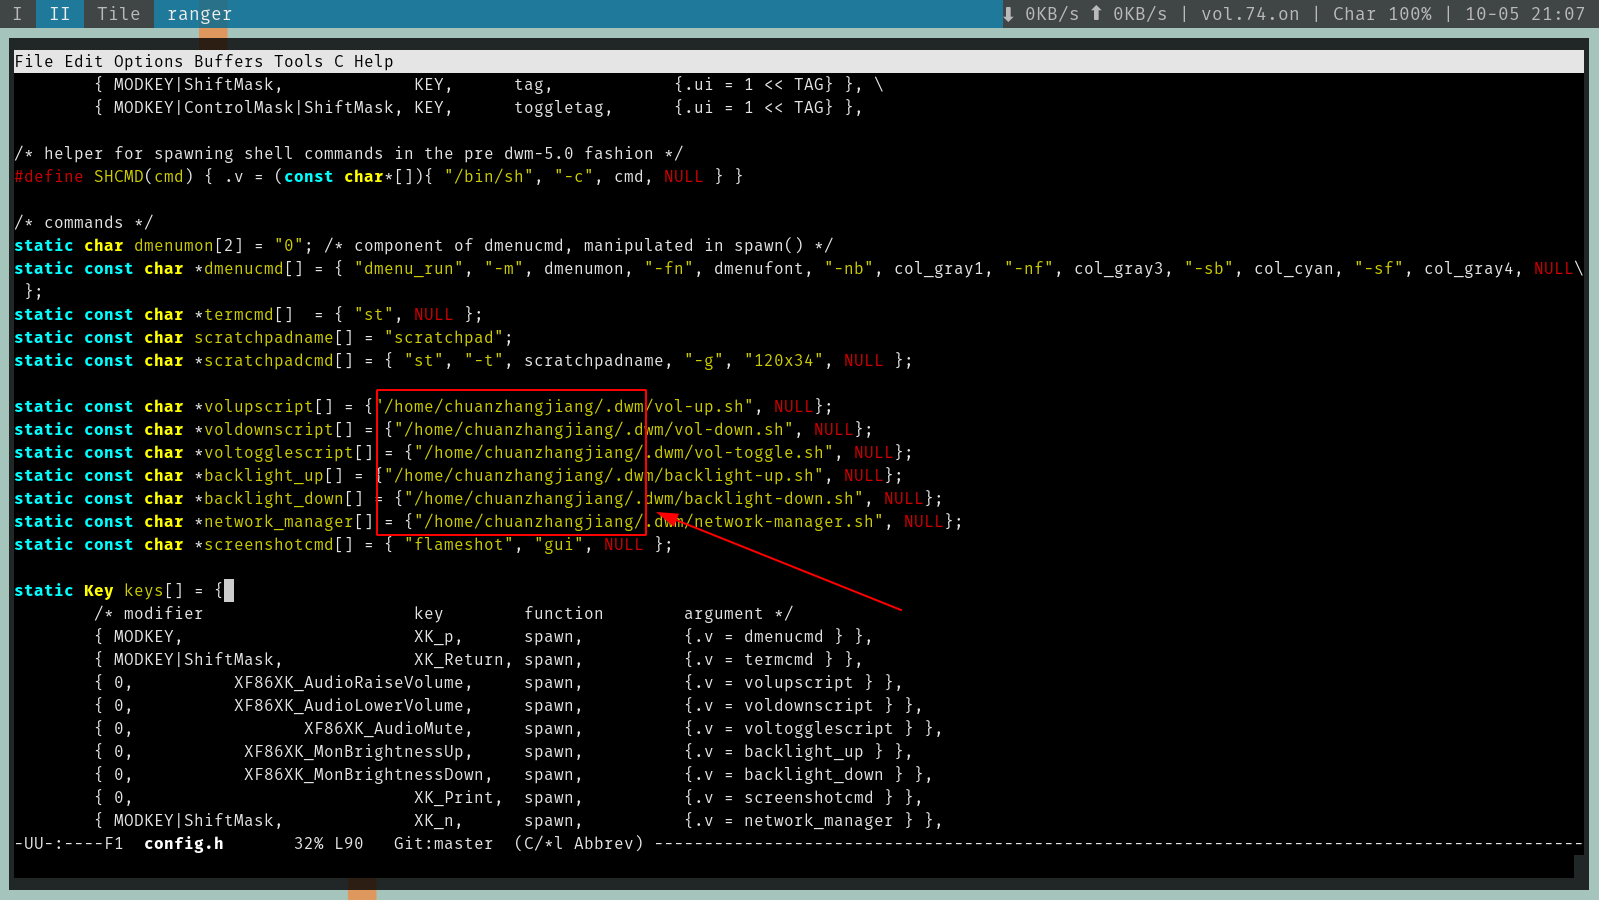 I II Tile ranger ⬇ 0KB/s ⬆ 0KB/s | vol.74.on | Char 100% | 10-05 21:07
File Edit Options Buffers Tools C Help
{ MODKEY|ShiftMask, KEY, tag, {.ui = 1 << TAG} }, \
{ MODKEY|ControlMask|ShiftMask, KEY, toggletag, {.ui = 1 << TAG} },
/* helper for spawning shell commands in the pre dwm-5.0 fashion */
#define SHCMD(cmd) { .v = (const char*[]){ "/bin/sh", "-c", cmd, NULL } }
/* commands */
static char dmenumon[2] = "0"; /* component of dmenucmd, manipulated in spawn() */
static const char *dmenucmd[] = { "dmenu_run", "-m", dmenumon, "-fn", dmenufont, "-nb", col_gray1, "-nf", col_gray3, "-sb", col_cyan, "-sf", col_gray4, NULL\
};
static const char *termcmd[]  = { "st", NULL };
static const char scratchpadname[] = "scratchpad";
static const char *scratchpadcmd[] = { "st", "-t", scratchpadname, "-g", "120x34", NULL };
static const char *volupscript[] = {"/home/chuanzhangjiang/.dwm/vol-up.sh", NULL};
static const char *voldownscript[] = {"/home/chuanzhangjiang/.dwm/vol-down.sh", NULL};
static const char *voltogglescript[] = {"/home/chuanzhangjiang/.dwm/vol-toggle.sh", NULL};
static const char *backlight_up[] = {"/home/chuanzhangjiang/.dwm/backlight-up.sh", NULL};
static const char *backlight_down[] = {"/home/chuanzhangjiang/.dwm/backlight-down.sh", NULL};
static const char *network_manager[] = {"/home/chuanzhangjiang/.dwm/network-manager.sh", NULL};
static const char *screenshotcmd[] = { "flameshot", "gui", NULL };
static Key keys[] = {
/* modifier key function argument */
{ MODKEY, XK_p, spawn, {.v = dmenucmd } },
{ MODKEY|ShiftMask, XK_Return, spawn, {.v = termcmd } },
{ 0, XF86XK_AudioRaiseVolume, spawn, {.v = volupscript } },
{ 0, XF86XK_AudioLowerVolume, spawn, {.v = voldownscript } },
{ 0, XF86XK_AudioMute, spawn, {.v = voltogglescript } },
{ 0, XF86XK_MonBrightnessUp, spawn, {.v = backlight_up } },
{ 0, XF86XK_MonBrightnessDown, spawn, {.v = backlight_down } },
{ 0, XK_Print, spawn, {.v = screenshotcmd } },
{ MODKEY|ShiftMask, XK_n, spawn, {.v = network_manager } },
-UU-:----F1  config.h 32% L90 Git:master (C/*l Abbrev) ---------------------------------------------------------------------------------------------